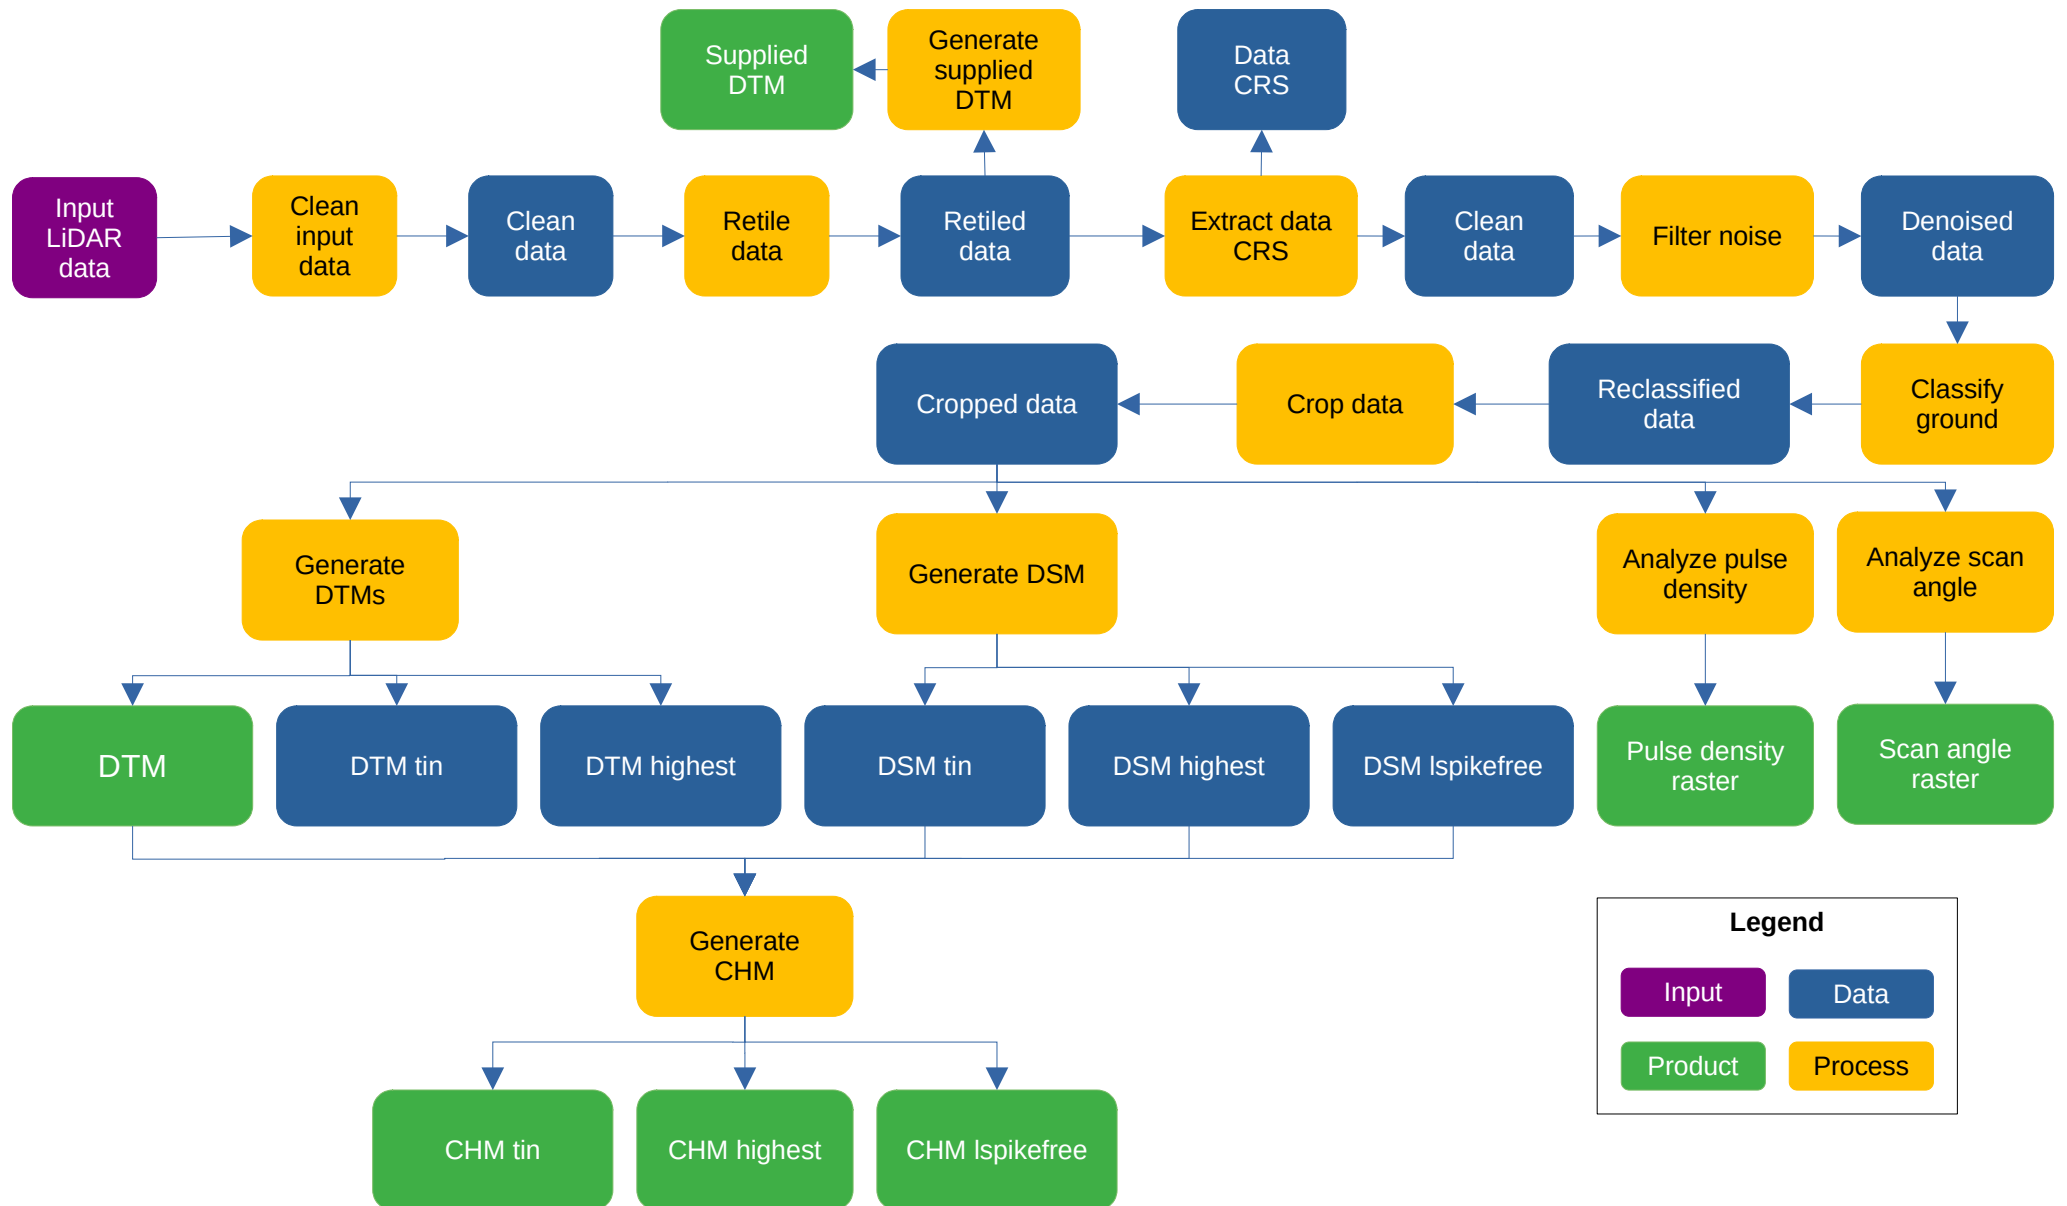 Supplied
DTM
Generate
supplied
DTM
Data
CRS
Input
LiDAR
data
Clean
input
data
Clean
data
Retile
data
Retiled
data
Extract data
CRS
Clean
data
Filter noise
Denoised
data
Cropped data
Crop data
Reclassified
data
Classify
ground
Generate
DTMs
Generate DSM
Analyze pulse
density
Analyze scan
angle
DTM
DTM tin
DTM highest
DSM tin
DSM highest
DSM lspikefree
Pulse density
raster
Scan angle
raster
Generate
CHM
Legend
Input
Data
Product
Process
CHM tin
CHM highest
CHM lspikefree